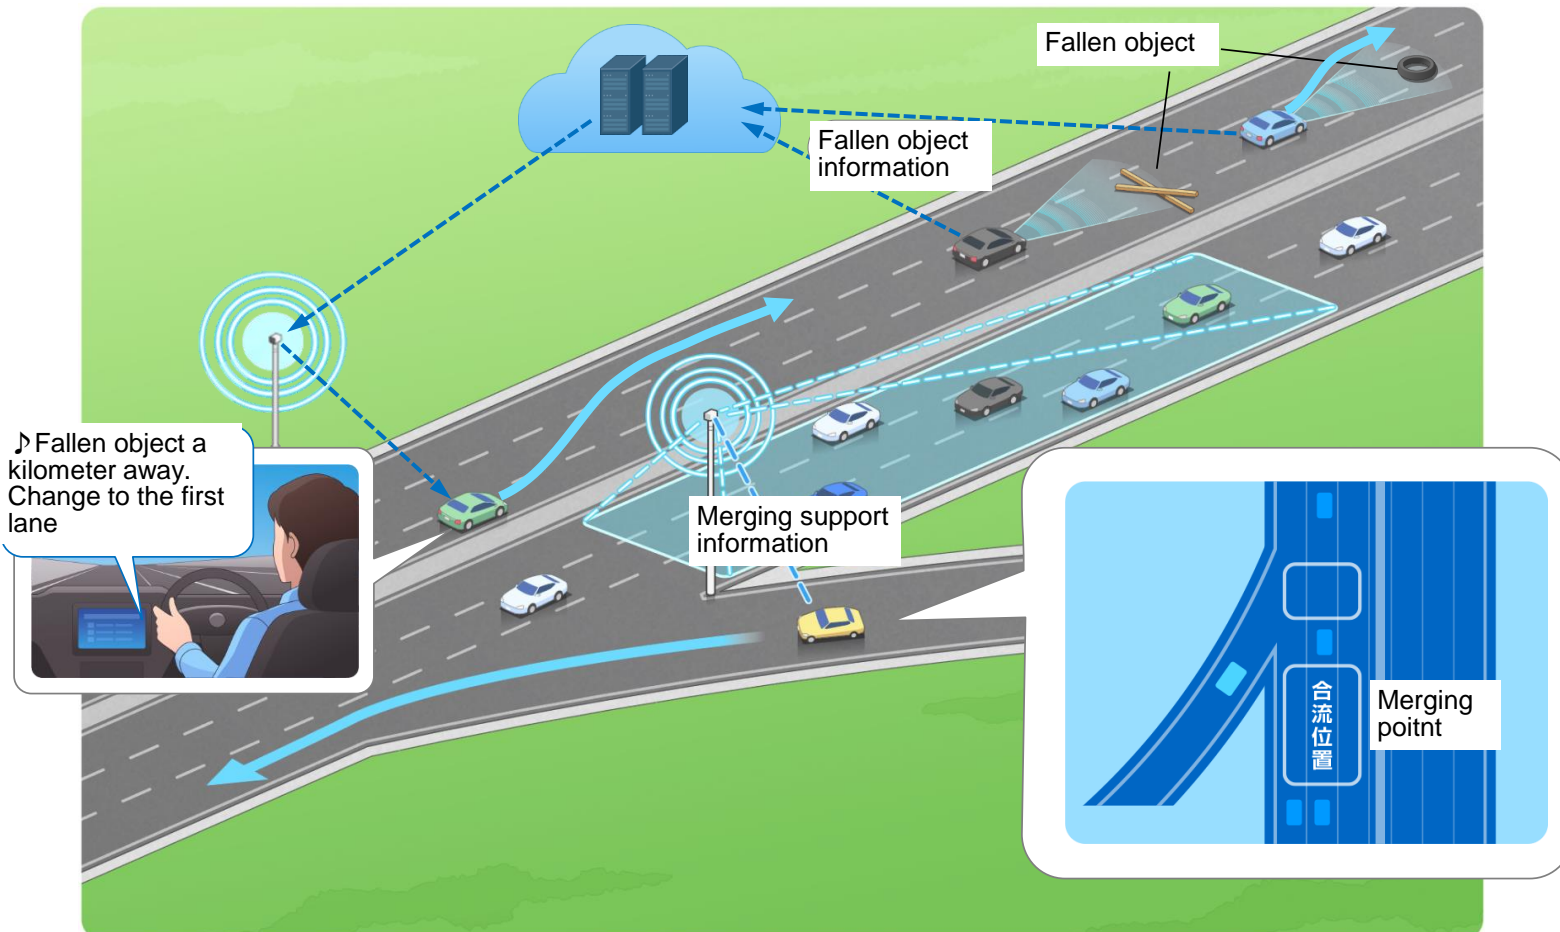 Fallen object
Fallen object
information
♪Fallen object a
kilometer away.
Change to the first
lane
Merging support
information
合流位置
Merging
poitnt